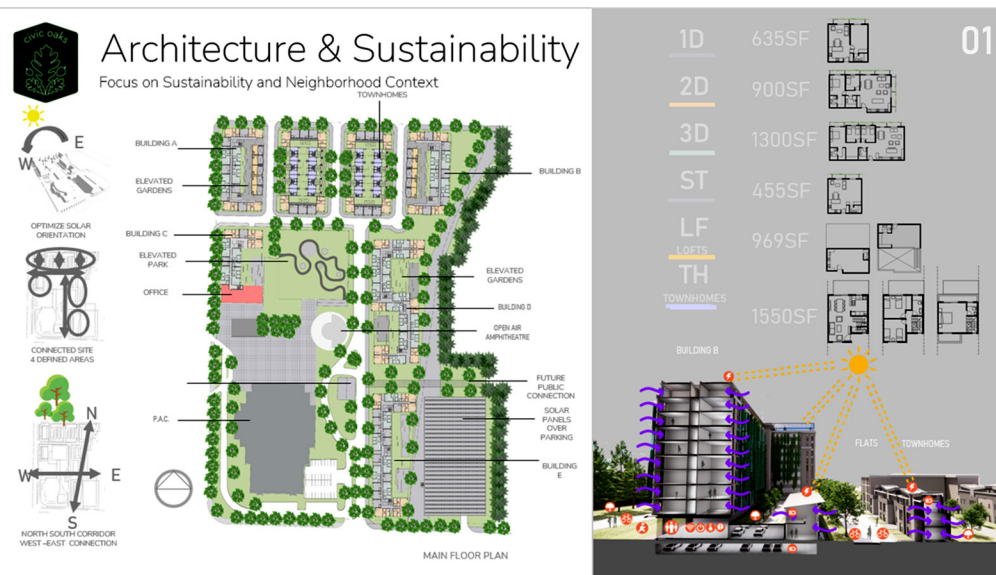 civic oaks
Architecture & Sustainability
Focus on Sustainability and Neighborhood Context
W
E
OPTIMIZE SOLAR
ORIENTATION
CONNECTED SITE
4 DEFINED AREAS
N
W
E
S
NORTH SOUTH CORRIDOR
WEST -EAST CONNECTION
TOWNHOMES
BUILDING A
ELEVATED
GARDENS
BUILDING B
BUILDING C
ELEVATED
PARK
OFFICE
ELEVATED
GARDENS
BUILDING D
OPEN AIR
AMPHITHEATRE
FUTURE
PUBLIC
CONNECTION
SOLAR
PANELS
OVER
PARKING
P.A.C.
BUILDING
E
MAIN FLOOR PLAN
01
1D 635SF
2D 900SF
3D 1300SF
ST 455SF
LF 969SF
LOFTS
TH
TOWNHOMES
1550SF
BUILDING B
FLATS
TOWNHOMES